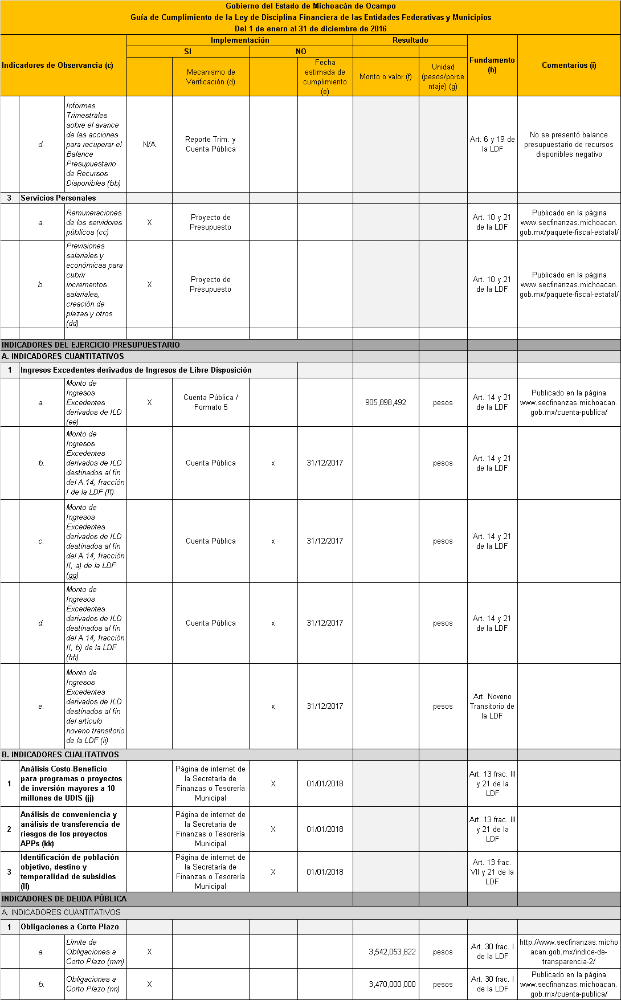 Gobierno del Estado de Michoacán de Ocampo
Guía de Cumplimiento de la Ley de Disciplina Financiera de las Entidades Federativas y Municipios
Del 1 de enero al 31 de diciembre de 2016
Indicadores de Observancia (c)
Implementación
Resultado
Fundamento
(h)
Comentarios (i)
SI
NO
Mecanismo de
Verificación (d)
Fecha
estimada de
cumplimiento
(e)
Monto o valor (f)
Unidad
(pesos/porce
ntaje) (g)
d.
Informes
Trimestrales
sobre el avance
de las acciones
para recuperar el
Balance
Presupuestario
de Recursos
Disponibles (bb)
N/A
Reporte Trim. y
Cuenta Pública
Art. 6 y 19 de
la LDF
No se presentó balance
presupuestario de recursos
disponibles negativo
3 Servicios Personales
a.
Remuneraciones
de los servidores
públicos (cc)
X
Proyecto de
Presupuesto
Art. 10 y 21
de la LDF
Publicado en la página
www.secfinanzas.michoacan.
gob.mx/paquete-fiscal-estatal/
b.
Previsiones
salariales y
económicas para
cubrir
incrementos
salariales,
creación de
plazas y otros
(dd)
X
Proyecto de
Presupuesto
Art. 10 y 21
de la LDF
Publicado en la página
www.secfinanzas.michoacan.
gob.mx/paquete-fiscal-estatal/
INDICADORES DEL EJERCICIO PRESUPUESTARIO
A. INDICADORES CUANTITATIVOS
1 Ingresos Excedentes derivados de Ingresos de Libre Disposición
a.
Monto de
Ingresos
Excedentes
derivados de ILD
(ee)
X
Cuenta Pública /
Formato 5
905,898,492
pesos
Art. 14 y 21
de la LDF
Publicado en la página
www.secfinanzas.michoacan.
gob.mx/cuenta-publica/
b.
Monto de
Ingresos
Excedentes
derivados de ILD
destinados al fin
del A.14, fracción
I de la LDF (ff)
Cuenta Pública
x
31/12/2017
pesos
Art. 14 y 21
de la LDF
c.
Monto de
Ingresos
Excedentes
derivados de ILD
destinados al fin
del A.14, fracción
II, a) de la LDF
(gg)
Cuenta Pública
x
31/12/2017
pesos
Art. 14 y 21
de la LDF
d.
Monto de
Ingresos
Excedentes
derivados de ILD
destinados al fin
del A.14, fracción
II, b) de la LDF
(hh)
Cuenta Pública
x
31/12/2017
pesos
Art. 14 y 21
de la LDF
e.
Monto de
Ingresos
Excedentes
derivados de ILD
destinados al fin
del artículo
noveno transitorio
de la LDF (ii)
x
31/12/2017
pesos
Art. Noveno
Transitorio de
la LDF
B. INDICADORES CUALITATIVOS
1
Análisis Costo-Beneficio
para programas o proyectos
de inversión mayores a 10
millones de UDIS (jj)
Página de internet de
la Secretaría de
Finanzas o Tesorería
Municipal
X
01/01/2018
Art. 13 frac. III
y 21 de la
LDF
2
Análisis de conveniencia y
análisis de transferencia de
riesgos de los proyectos
APPs (kk)
Página de internet de
la Secretaría de
Finanzas o Tesorería
Municipal
X
01/01/2018
Art. 13 frac. III
y 21 de la
LDF
3
Identificación de población
objetivo, destino y
temporalidad de subsidios
(ll)
Página de internet de
la Secretaría de
Finanzas o Tesorería
Municipal
X
01/01/2018
Art. 13 frac.
VII y 21 de la
LDF
INDICADORES DE DEUDA PÚBLICA
A. INDICADORES CUANTITATIVOS
1 Obligaciones a Corto Plazo
a.
Límite de
Obligaciones a
Corto Plazo (mm)
X
3,542,053,822
pesos
Art. 30 frac. I
de la LDF
http://www.secfinanzas.micho
acan.gob.mx/indice-de-
transparencia-2/
b.
Obligaciones a
Corto Plazo (nn)
X
3,470,000,000
pesos
Art. 30 frac. I
de la LDF
Publicado en la página
www.secfinanzas.michoacan.
gob.mx/cuenta-publica/